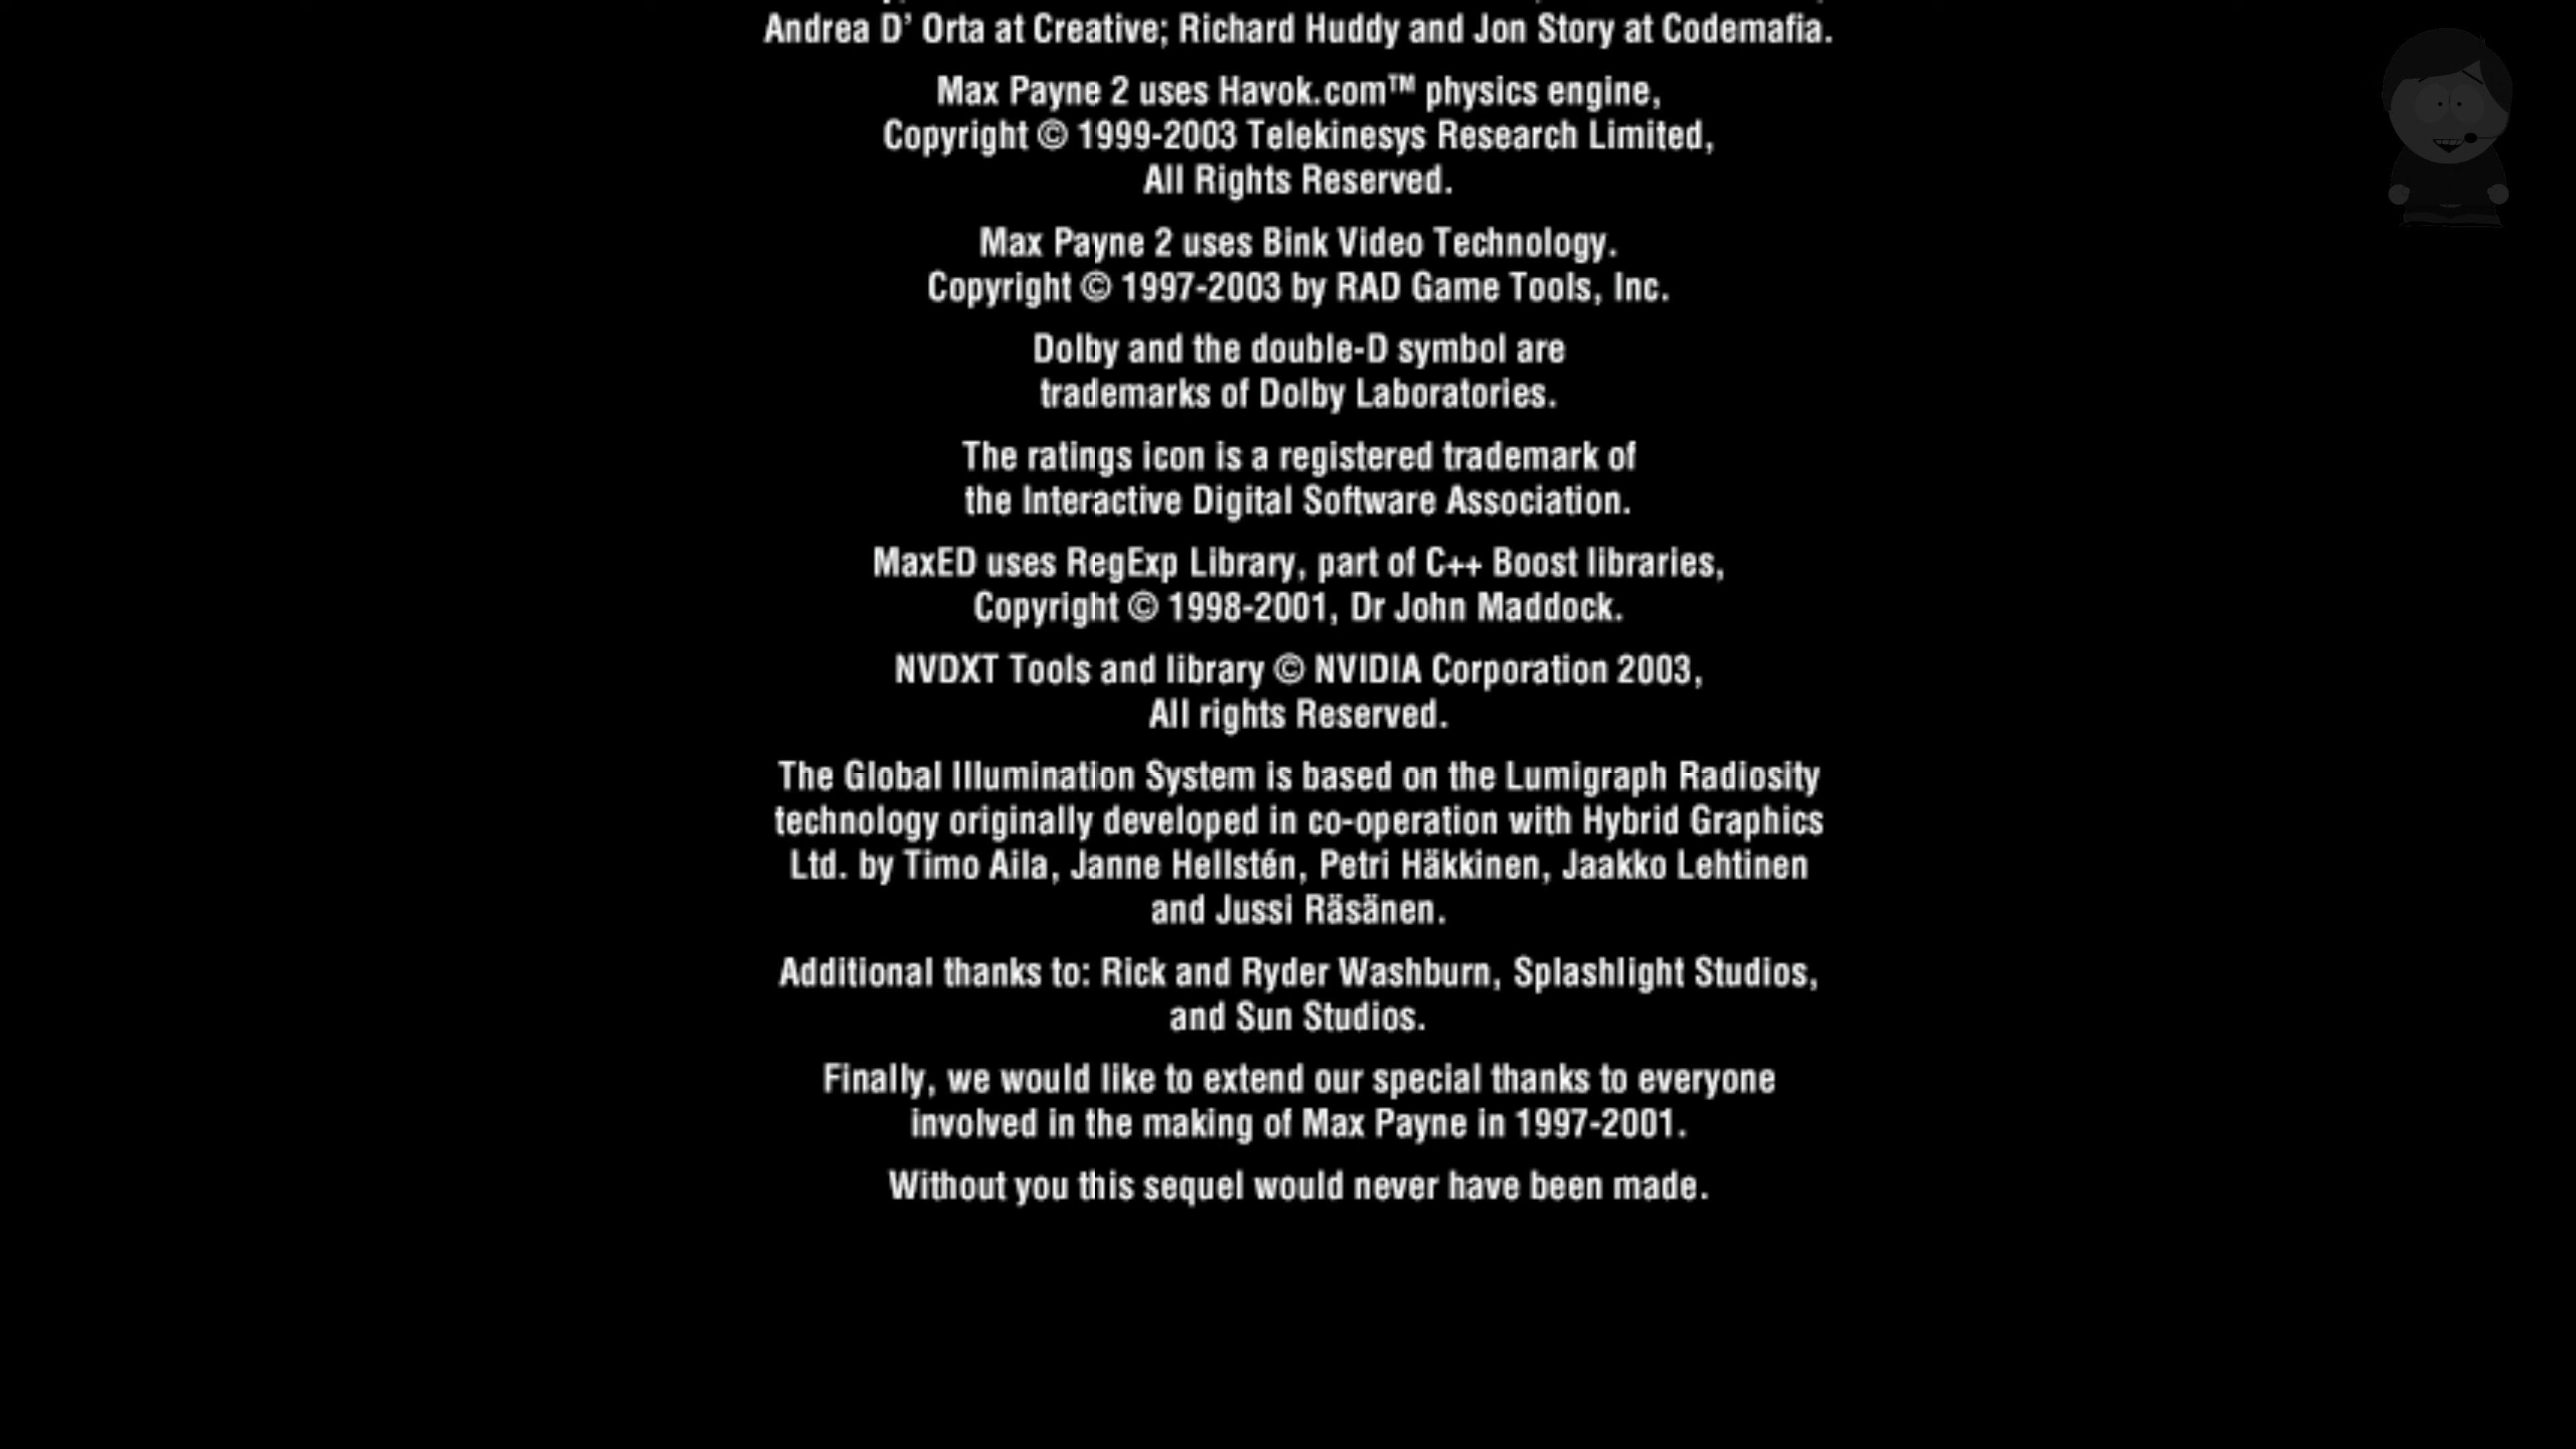 Andrea D’ Orta at Creative; Richard Huddy and Jon Story at Codemafia.
Max Payne 2 uses Havok.com™ physics engine,
Copyright © 1999-2003 Telekinesys Research Limited,
All Rights Reserved.
Max Payne 2 uses Bink Video Technology.
Copyright © 1997-2003 by RAD Game Tools, Inc.
Dolby and the double-D symbol are
trademarks of Dolby Laboratories.
The ratings icon is a registered trademark of
the Interactive Digital Software Association.
MaxED uses RegExp Library, part of C++ Boost libraries,
Copyright © 1998-2001, Dr John Maddock.
NVDXT Tools and library © NVIDIA Corporation 2003,
All rights Reserved.
The Global Illumination System is based on the Lumigraph Radiosity
technology originally developed in co-operation with Hybrid Graphics
Ltd. by Timo Aila, Janne Hellstén, Petri Häkkinen, Jaakko Lehtinen
and Jussi Räsänen.
Additional thanks to: Rick and Ryder Washburn, Splashlight Studios,
and Sun Studios.
Finally, we would like to extend our special thanks to everyone
involved in the making of Max Payne in 1997-2001.
Without you this sequel would never have been made.